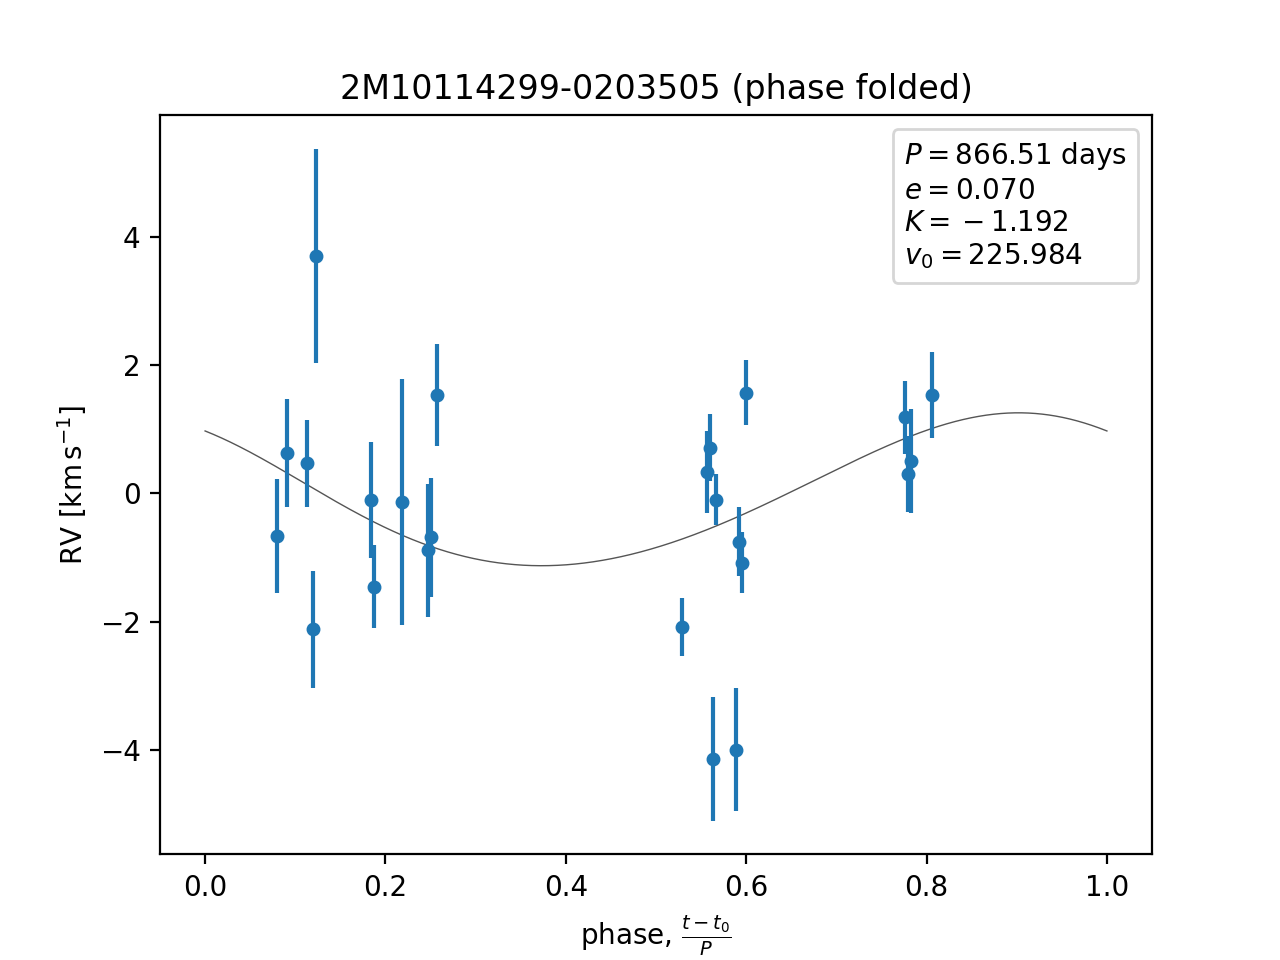 2M10114299-0203505 (phase folded)
P = 866.51 days
e = 0.070
K = −1.192
v₀ = 225.984
4
2
0
−2
−4
RV [km s⁻¹]
0.0 0.2 0.4 0.6 0.8 1.0
phase, (t − t₀)/P